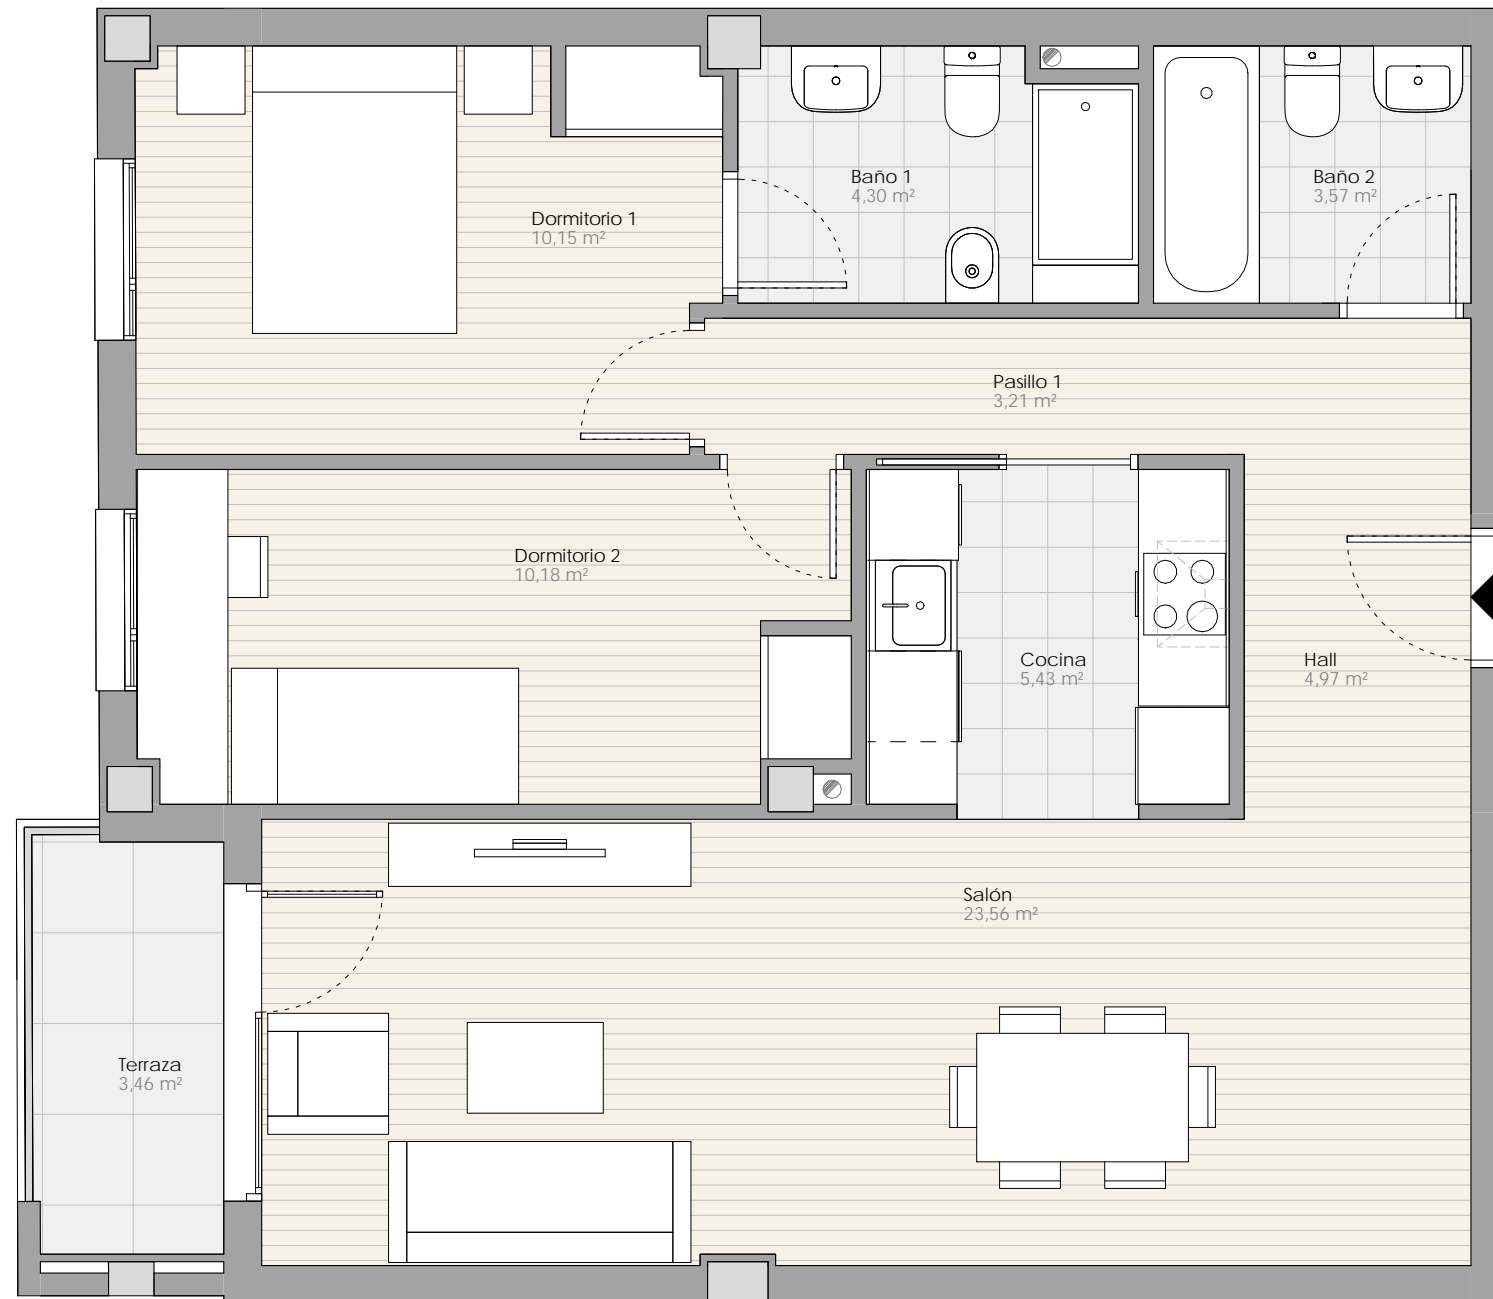 Baño 1
4,30 m²
Baño 2
3,57 m²
Dormitorio 1
10,15 m²
Pasillo 1
3,21 m²
Dormitorio 2
10,18 m²
Cocina
5,43 m²
Hall
4,97 m²
Salón
23,56 m²
Terraza
3,46 m²